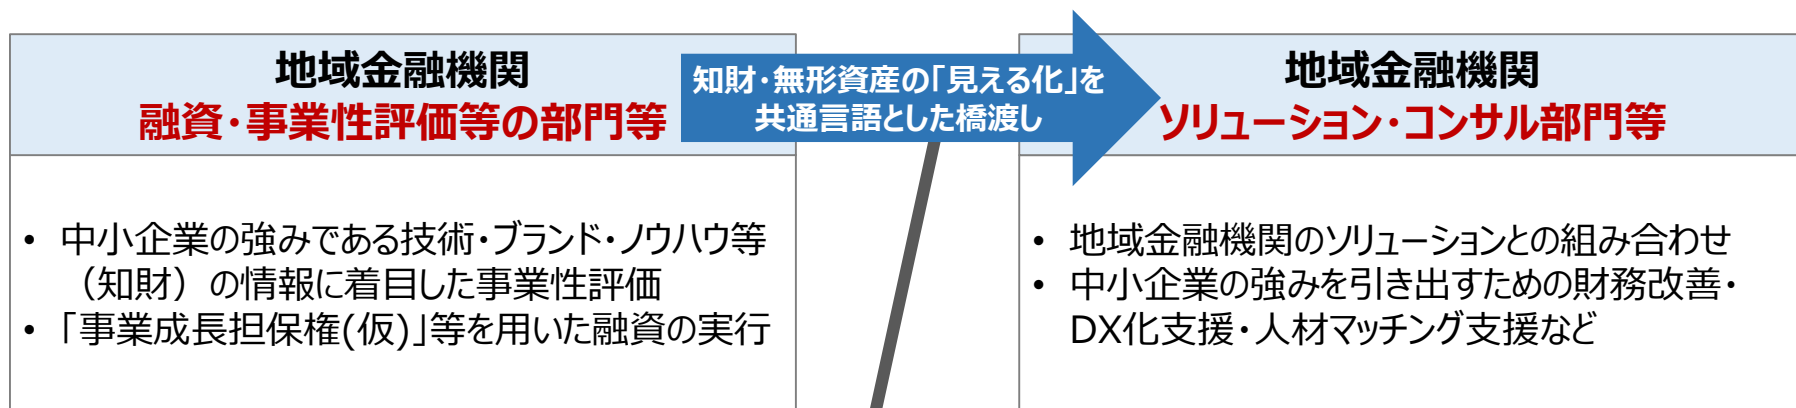 地域金融機関
融資・事業性評価等の部門等
知財・無形資産の「見える化」を
共通言語とした橋渡し
地域金融機関
ソリューション・コンサル部門等
• 中小企業の強みである技術・ブランド・ノウハウ等
（知財）の情報に着目した事業性評価
• 「事業成長担保権(仮)」等を用いた融資の実行
• 地域金融機関のソリューションとの組み合わせ
• 中小企業の強みを引き出すための財務改善・
DX化支援・人材マッチング支援など